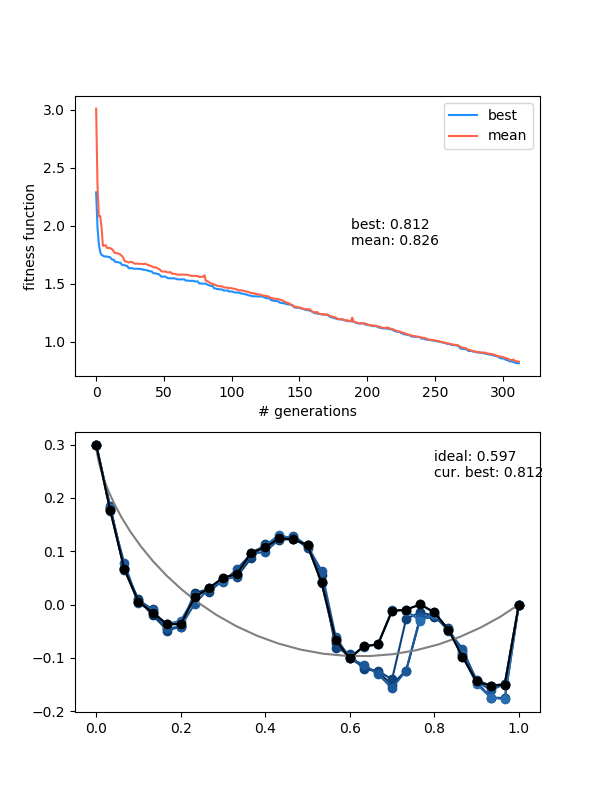 3.0
2.5
2.0
1.5
1.0
fitness function
best
mean
best: 0.812
mean: 0.826
0 50 100 150 200 250 300
# generations
0.3
0.2
0.1
0.0
−0.1
−0.2
ideal: 0.597
cur. best: 0.812
0.0 0.2 0.4 0.6 0.8 1.0